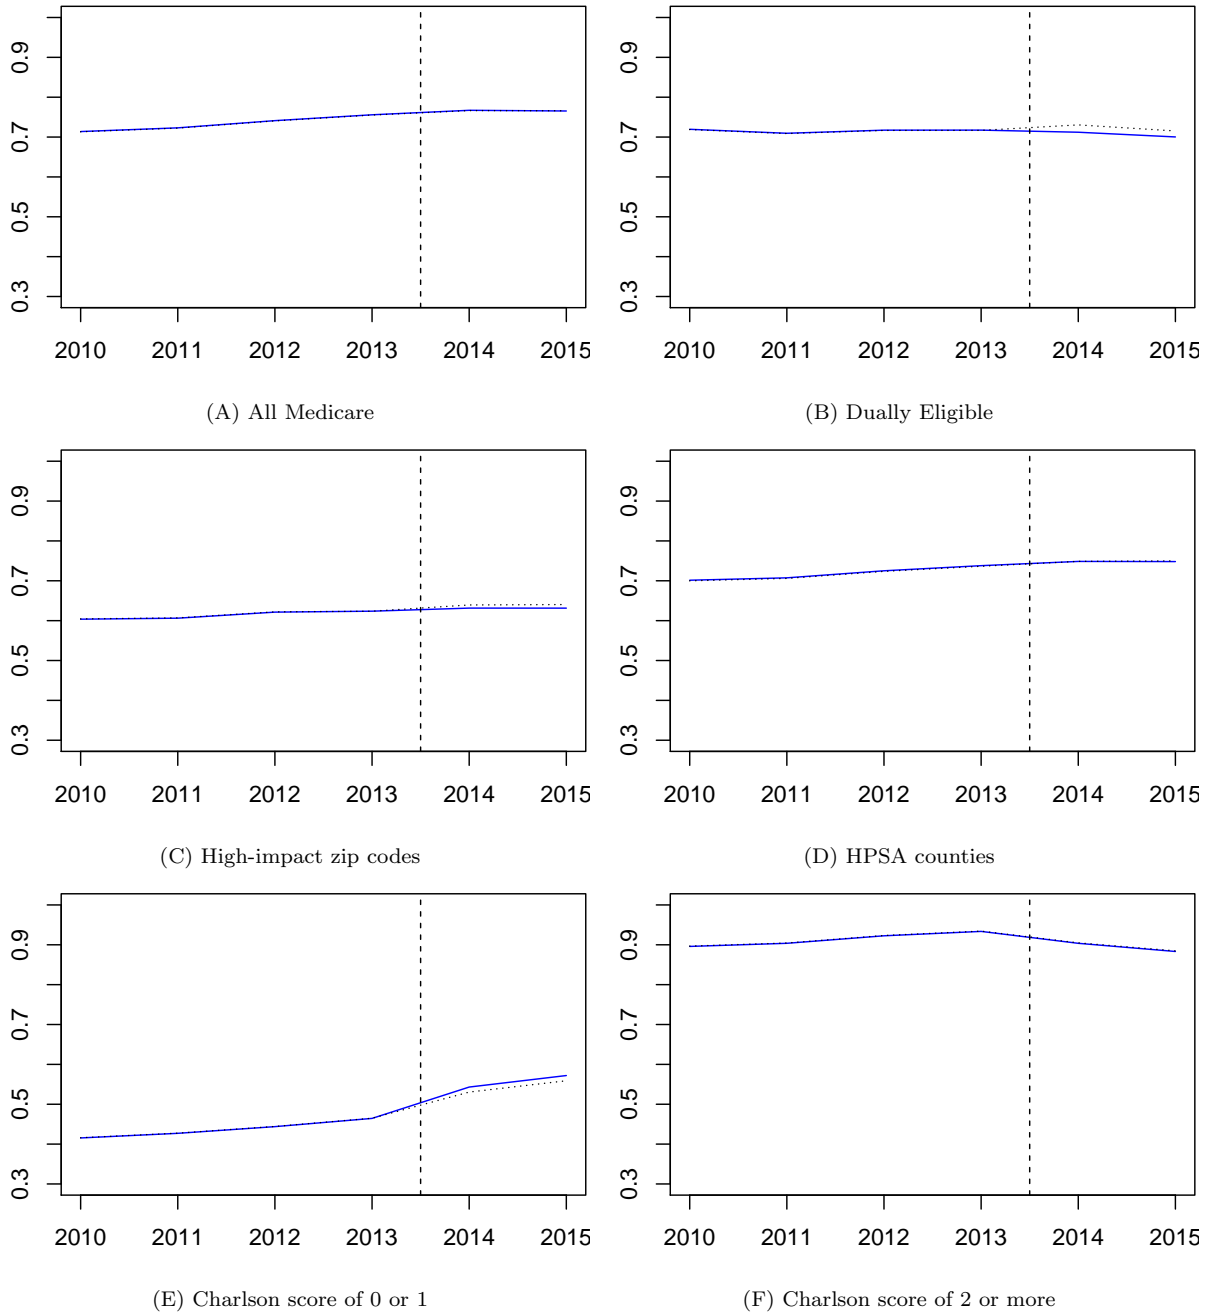 0.9
0.7
0.5
0.3
2010 2011 2012 2013 2014 2015
(A) All Medicare
0.9
0.7
0.5
0.3
2010 2011 2012 2013 2014 2015
(B) Dually Eligible
0.9
0.7
0.5
0.3
2010 2011 2012 2013 2014 2015
(C) High-impact zip codes
0.9
0.7
0.5
0.3
2010 2011 2012 2013 2014 2015
(D) HPSA counties
0.9
0.7
0.5
0.3
2010 2011 2012 2013 2014 2015
(E) Charlson score of 0 or 1
0.9
0.7
0.5
0.3
2010 2011 2012 2013 2014 2015
(F) Charlson score of 2 or more